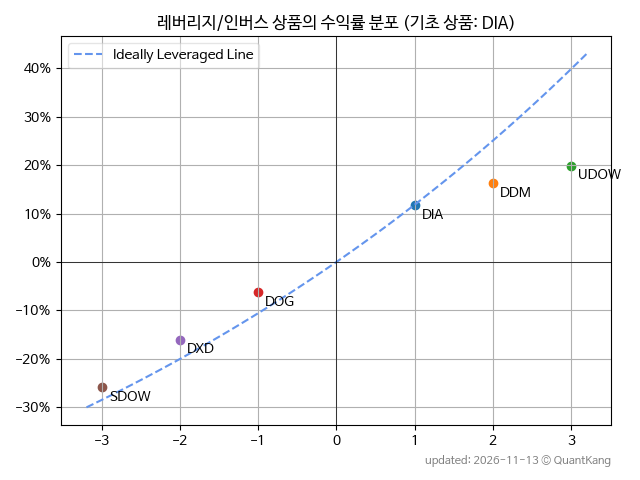 레버리지/인버스 상품의 수익률 분포 (기초 상품: DIA)
Ideally Leveraged Line
40%
30%
20%
10%
0%
−10%
−20%
−30%
UDOW
DDM
DIA
DOG
DXD
SDOW
−3 −2 −1 0 1 2 3
updated: 2026-11-13 © QuantKang